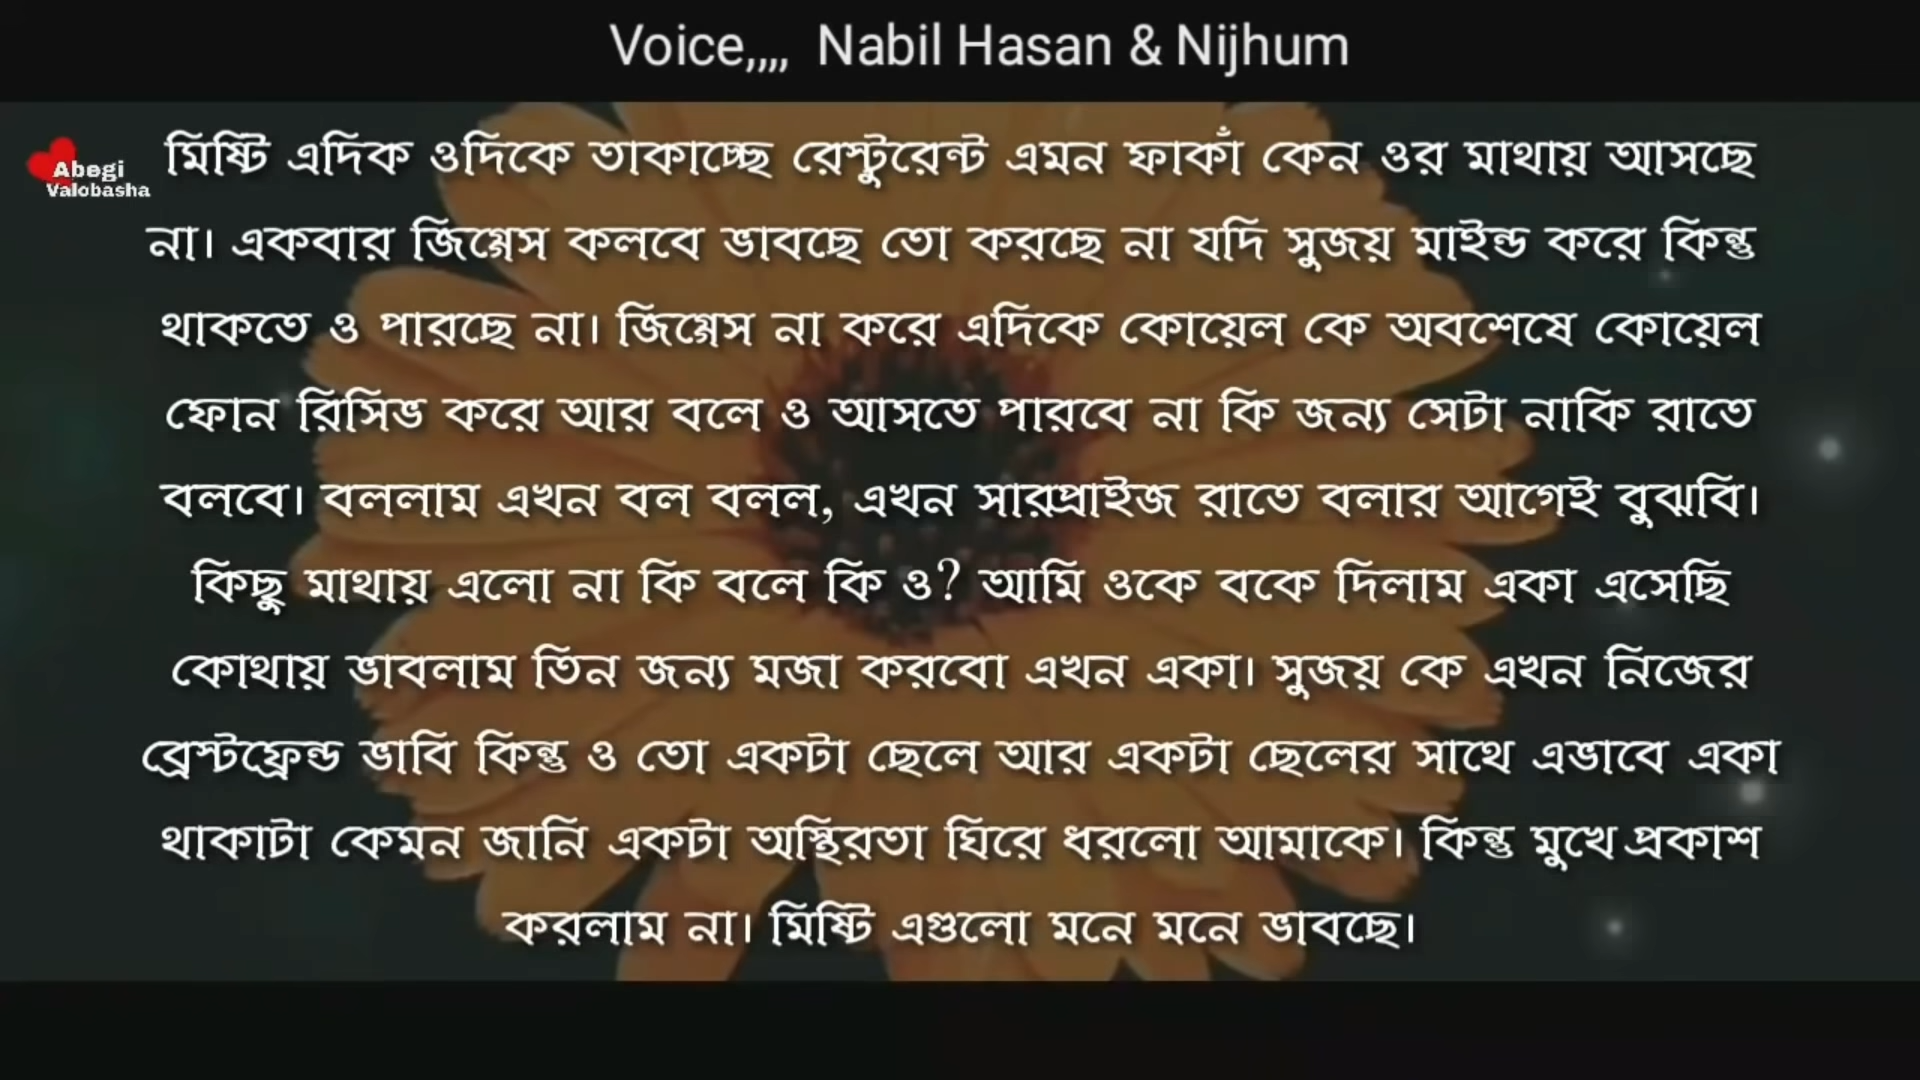 Voice,,,, Nabil Hasan & Nijhum
Abegi
Valobasha
মিষ্টি এদিক ওদিকে তাকাচ্ছে রেস্টুরেন্ট এমন ফাকাঁ কেন ওর মাথায় আসছে
না। একবার জিগ্গেস কলবে ভাবছে তো করছে না যদি সুজয় মাইন্ড করে কিন্তু
থাকতে ও পারছে না। জিগ্গেস না করে এদিকে কোয়েল কে অবশেষে কোয়েল
ফোন রিসিভ করে আর বলে ও আসতে পারবে না কি জন্য সেটা নাকি রাতে
বলবে। বললাম এখন বল বলল, এখন সারপ্রাইজ রাতে বলার আগেই বুঝবি।
কিছু মাথায় এলো না কি বলে কি ও? আমি ওকে বকে দিলাম একা এসেছি
কোথায় ভাবলাম তিন জন্য মজা করবো এখন একা। সুজয় কে এখন নিজের
ব্রেস্টফ্রেন্ড ভাবি কিন্তু ও তো একটা ছেলে আর একটা ছেলের সাথে এভাবে একা
থাকাটা কেমন জানি একটা অস্থিরতা ঘিরে ধরলো আমাকে। কিন্তু মুখে প্রকাশ
করলাম না। মিষ্টি এগুলো মনে মনে ভাবছে।